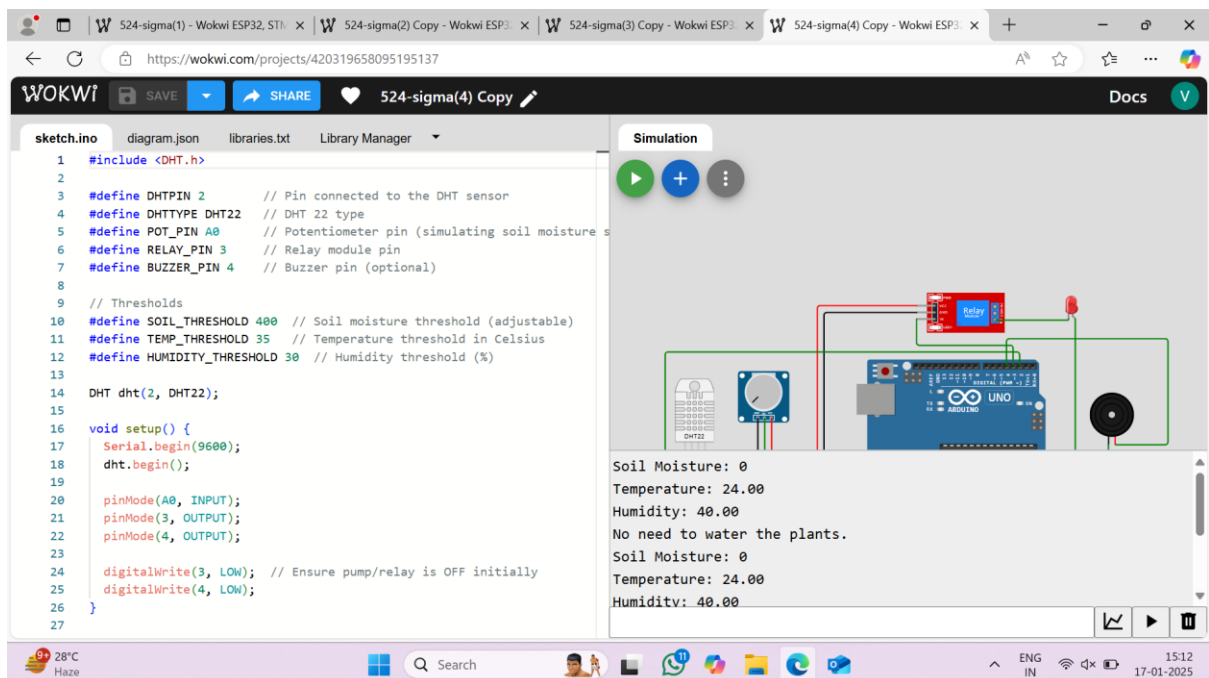 524-sigma(1) - Wokwi ESP32, STM
524-sigma(2) Copy - Wokwi ESP3
524-sigma(3) Copy - Wokwi ESP3
524-sigma(4) Copy - Wokwi ESP3
https://wokwi.com/projects/420319658095195137
WOKWI SAVE SHARE 524-sigma(4) Copy Docs V
sketch.ino diagram.json libraries.txt Library Manager Simulation
1 #include <DHT.h>
2
3 #define DHTPIN 2 // Pin connected to the DHT sensor
4 #define DHTTYPE DHT22 // DHT 22 type
5 #define POT_PIN A0 // Potentiometer pin (simulating soil moisture s
6 #define RELAY_PIN 3 // Relay module pin
7 #define BUZZER_PIN 4 // Buzzer pin (optional)
8
9 // Thresholds
10 #define SOIL_THRESHOLD 400 // Soil moisture threshold (adjustable)
11 #define TEMP_THRESHOLD 35 // Temperature threshold in Celsius
12 #define HUMIDITY_THRESHOLD 30 // Humidity threshold (%)
13
14 DHT dht(2, DHT22);
15
16 void setup() {
17 Serial.begin(9600);
18 dht.begin();
19
20 pinMode(A0, INPUT);
21 pinMode(3, OUTPUT);
22 pinMode(4, OUTPUT);
23
24 digitalWrite(3, LOW); // Ensure pump/relay is OFF initially
25 digitalWrite(4, LOW);
26 }
27
Relay
DIGITAL (PWM ~)
UNO
ARDUINO
DHT22
Soil Moisture: 0
Temperature: 24.00
Humidity: 40.00
No need to water the plants.
Soil Moisture: 0
Temperature: 24.00
Humidity: 40.00
9+ 28°C
Haze
Search
11
ENG
IN
15:12
17-01-2025